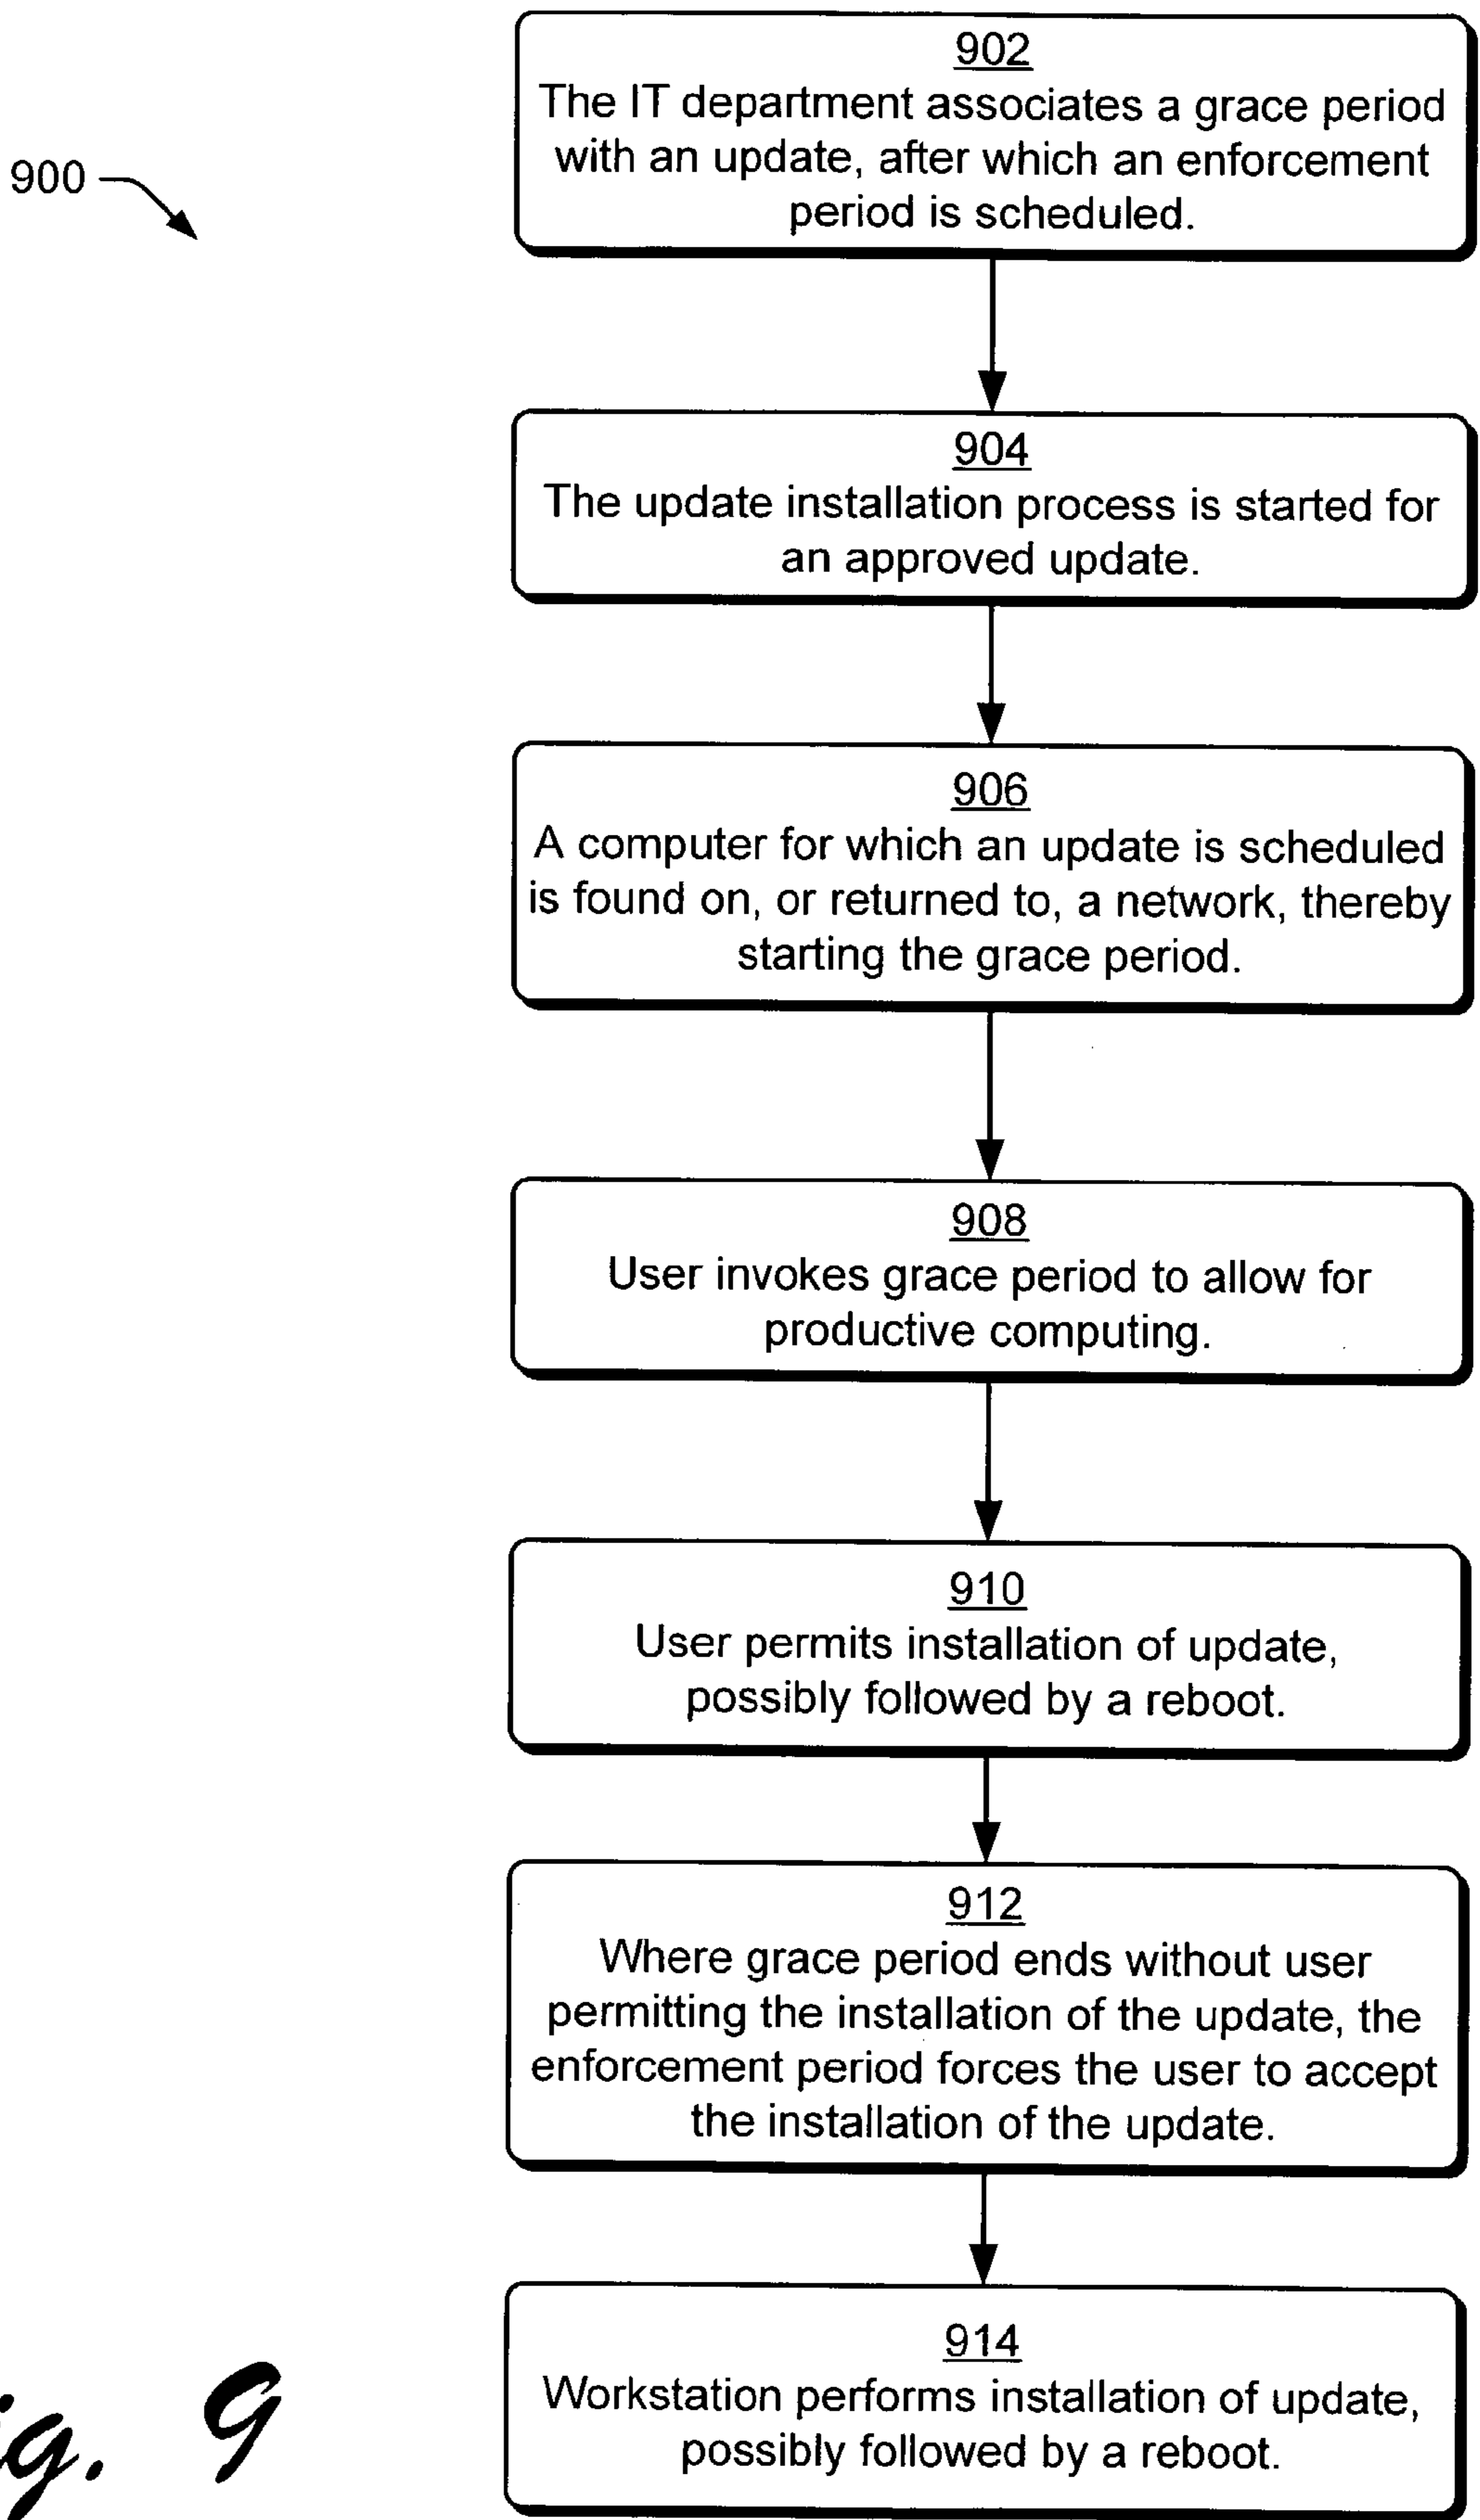 900
902
The IT department associates a grace period
with an update, after which an enforcement
period is scheduled.
904
The update installation process is started for
an approved update.
906
A computer for which an update is scheduled
is found on, or returned to, a network, thereby
starting the grace period.
908
User invokes grace period to allow for
productive computing.
910
User permits installation of update,
possibly followed by a reboot.
912
Where grace period ends without user
permitting the installation of the update, the
enforcement period forces the user to accept
the installation of the update.
914
Workstation performs installation of update,
possibly followed by a reboot.
ig. 9